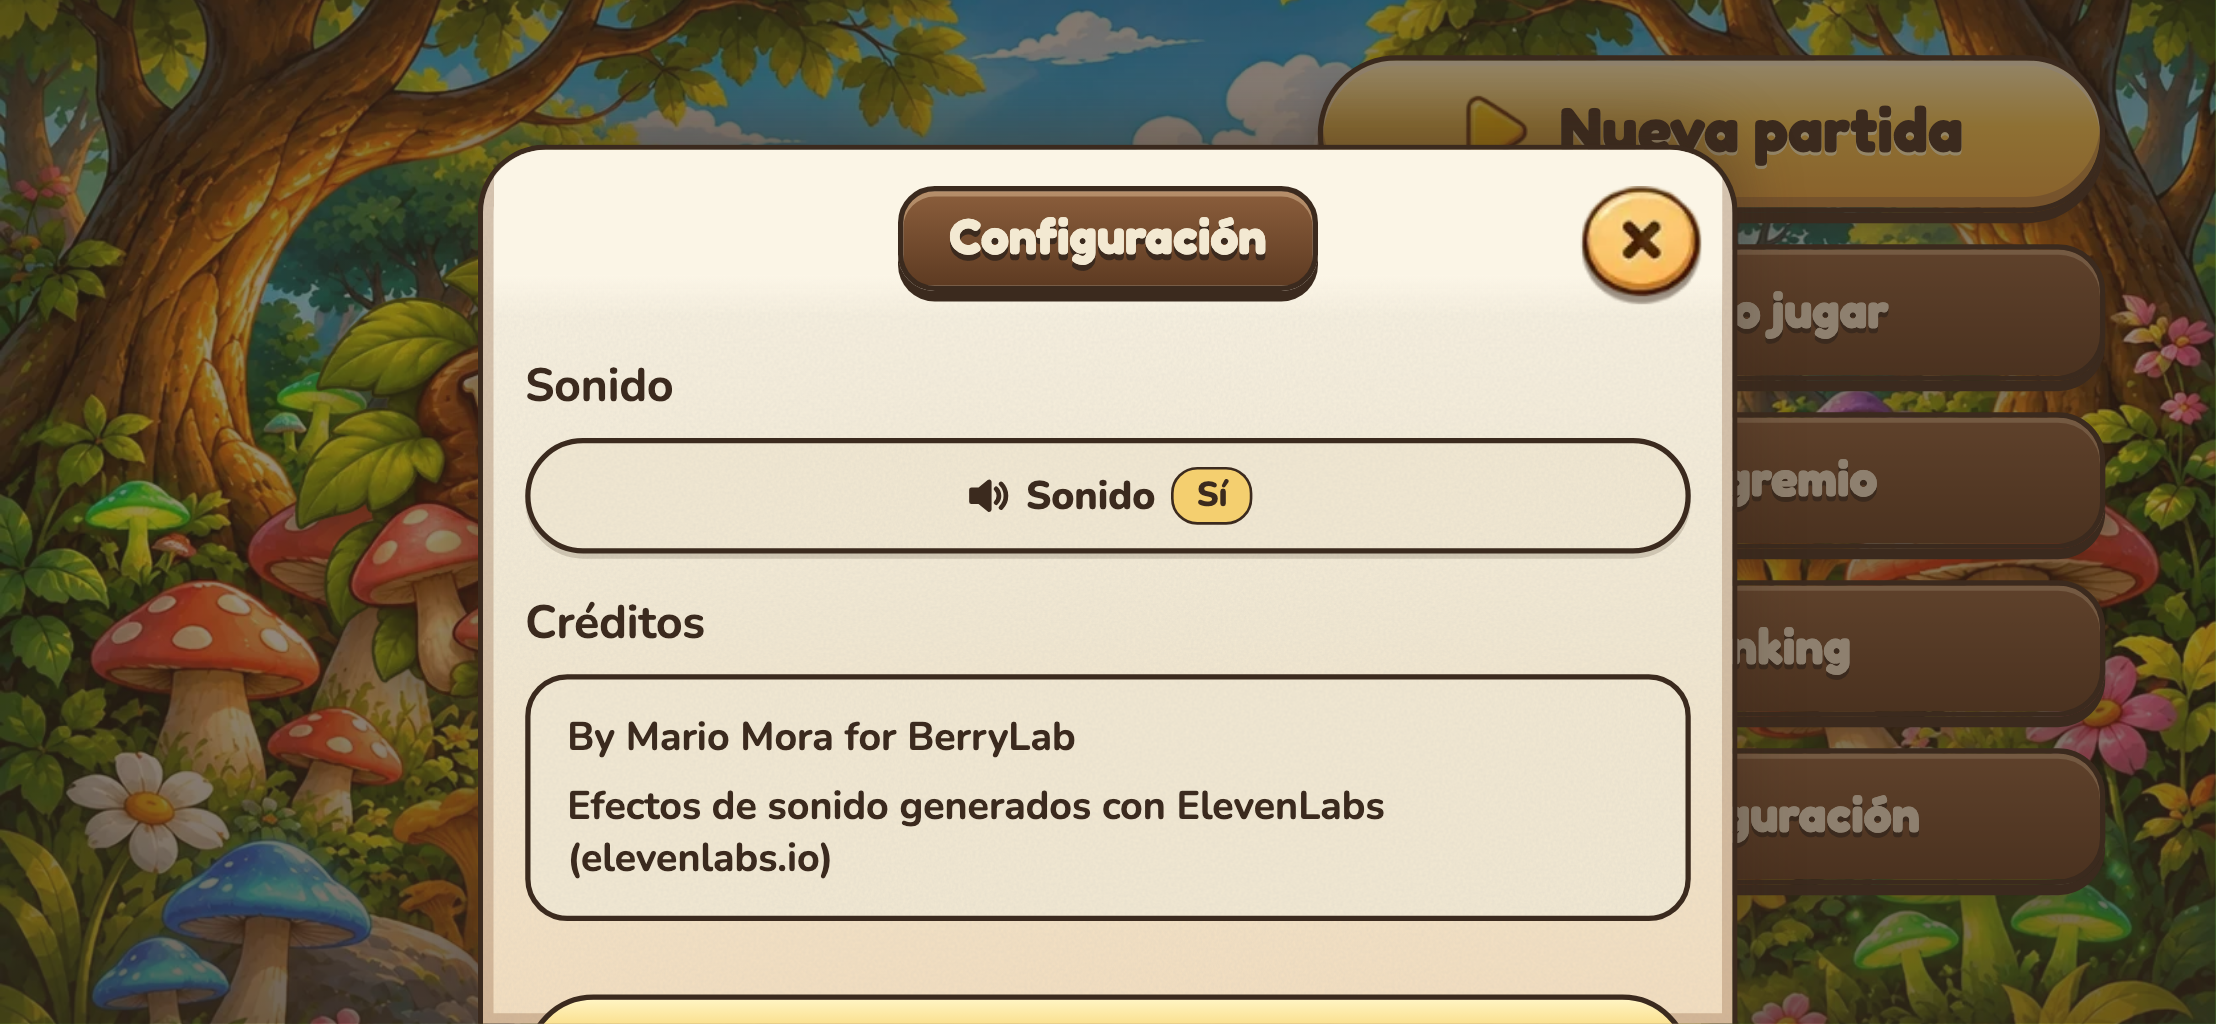 Nueva partida
Configuración
o jugar
Sonido
gremio
Sonido Sí
Créditos
nking
By Mario Mora for BerryLab
Efectos de sonido generados con ElevenLabs
(elevenlabs.io)
guración